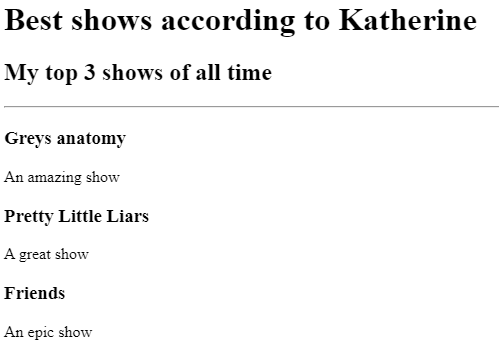 Best shows according to Katherine
My top 3 shows of all time
Greys anatomy
An amazing show
Pretty Little Liars
A great show
Friends
An epic show